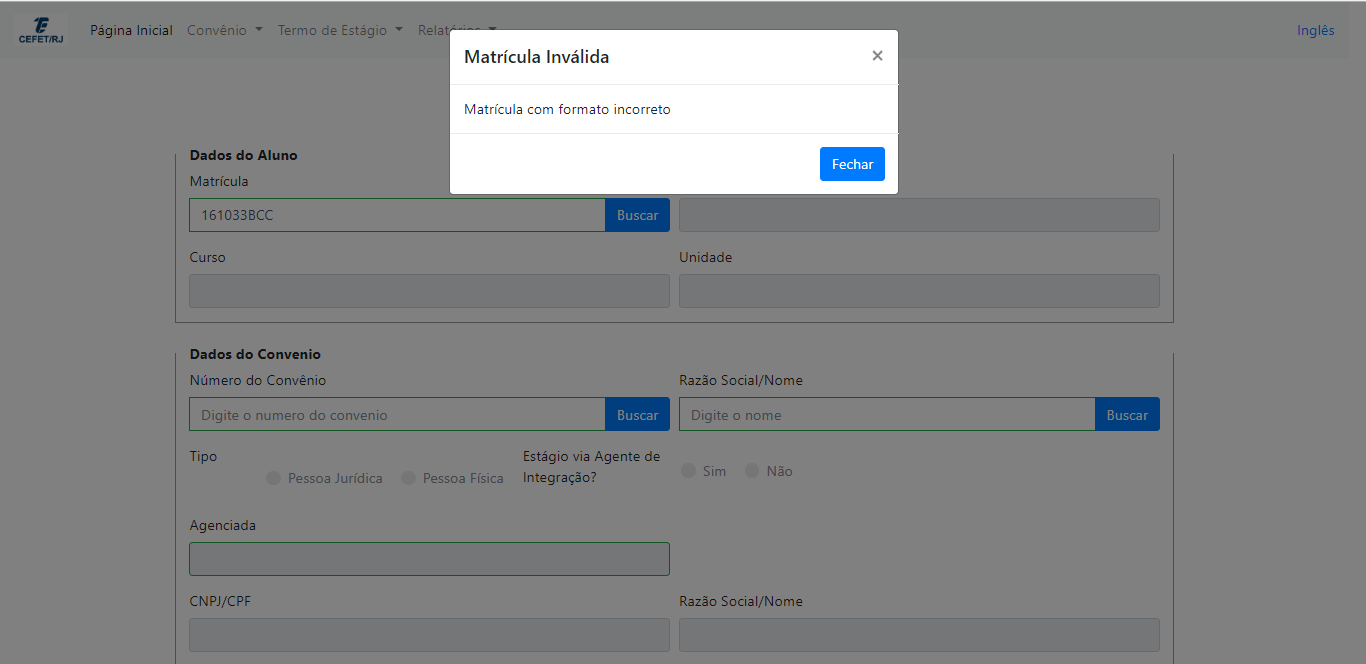 CEFET/RJ
Página Inicial Convênio Termo de Estágio Relatórios Inglês
Matrícula Inválida ×
Matrícula com formato incorreto
Fechar
Dados do Aluno
Matrícula
161033BCC Buscar
Curso Unidade
Dados do Convenio
Número do Convênio Razão Social/Nome
Digite o numero do convenio Buscar Digite o nome Buscar
Tipo Estágio via Agente de
Pessoa Jurídica Pessoa Física Integração? Sim Não
Agenciada
CNPJ/CPF Razão Social/Nome